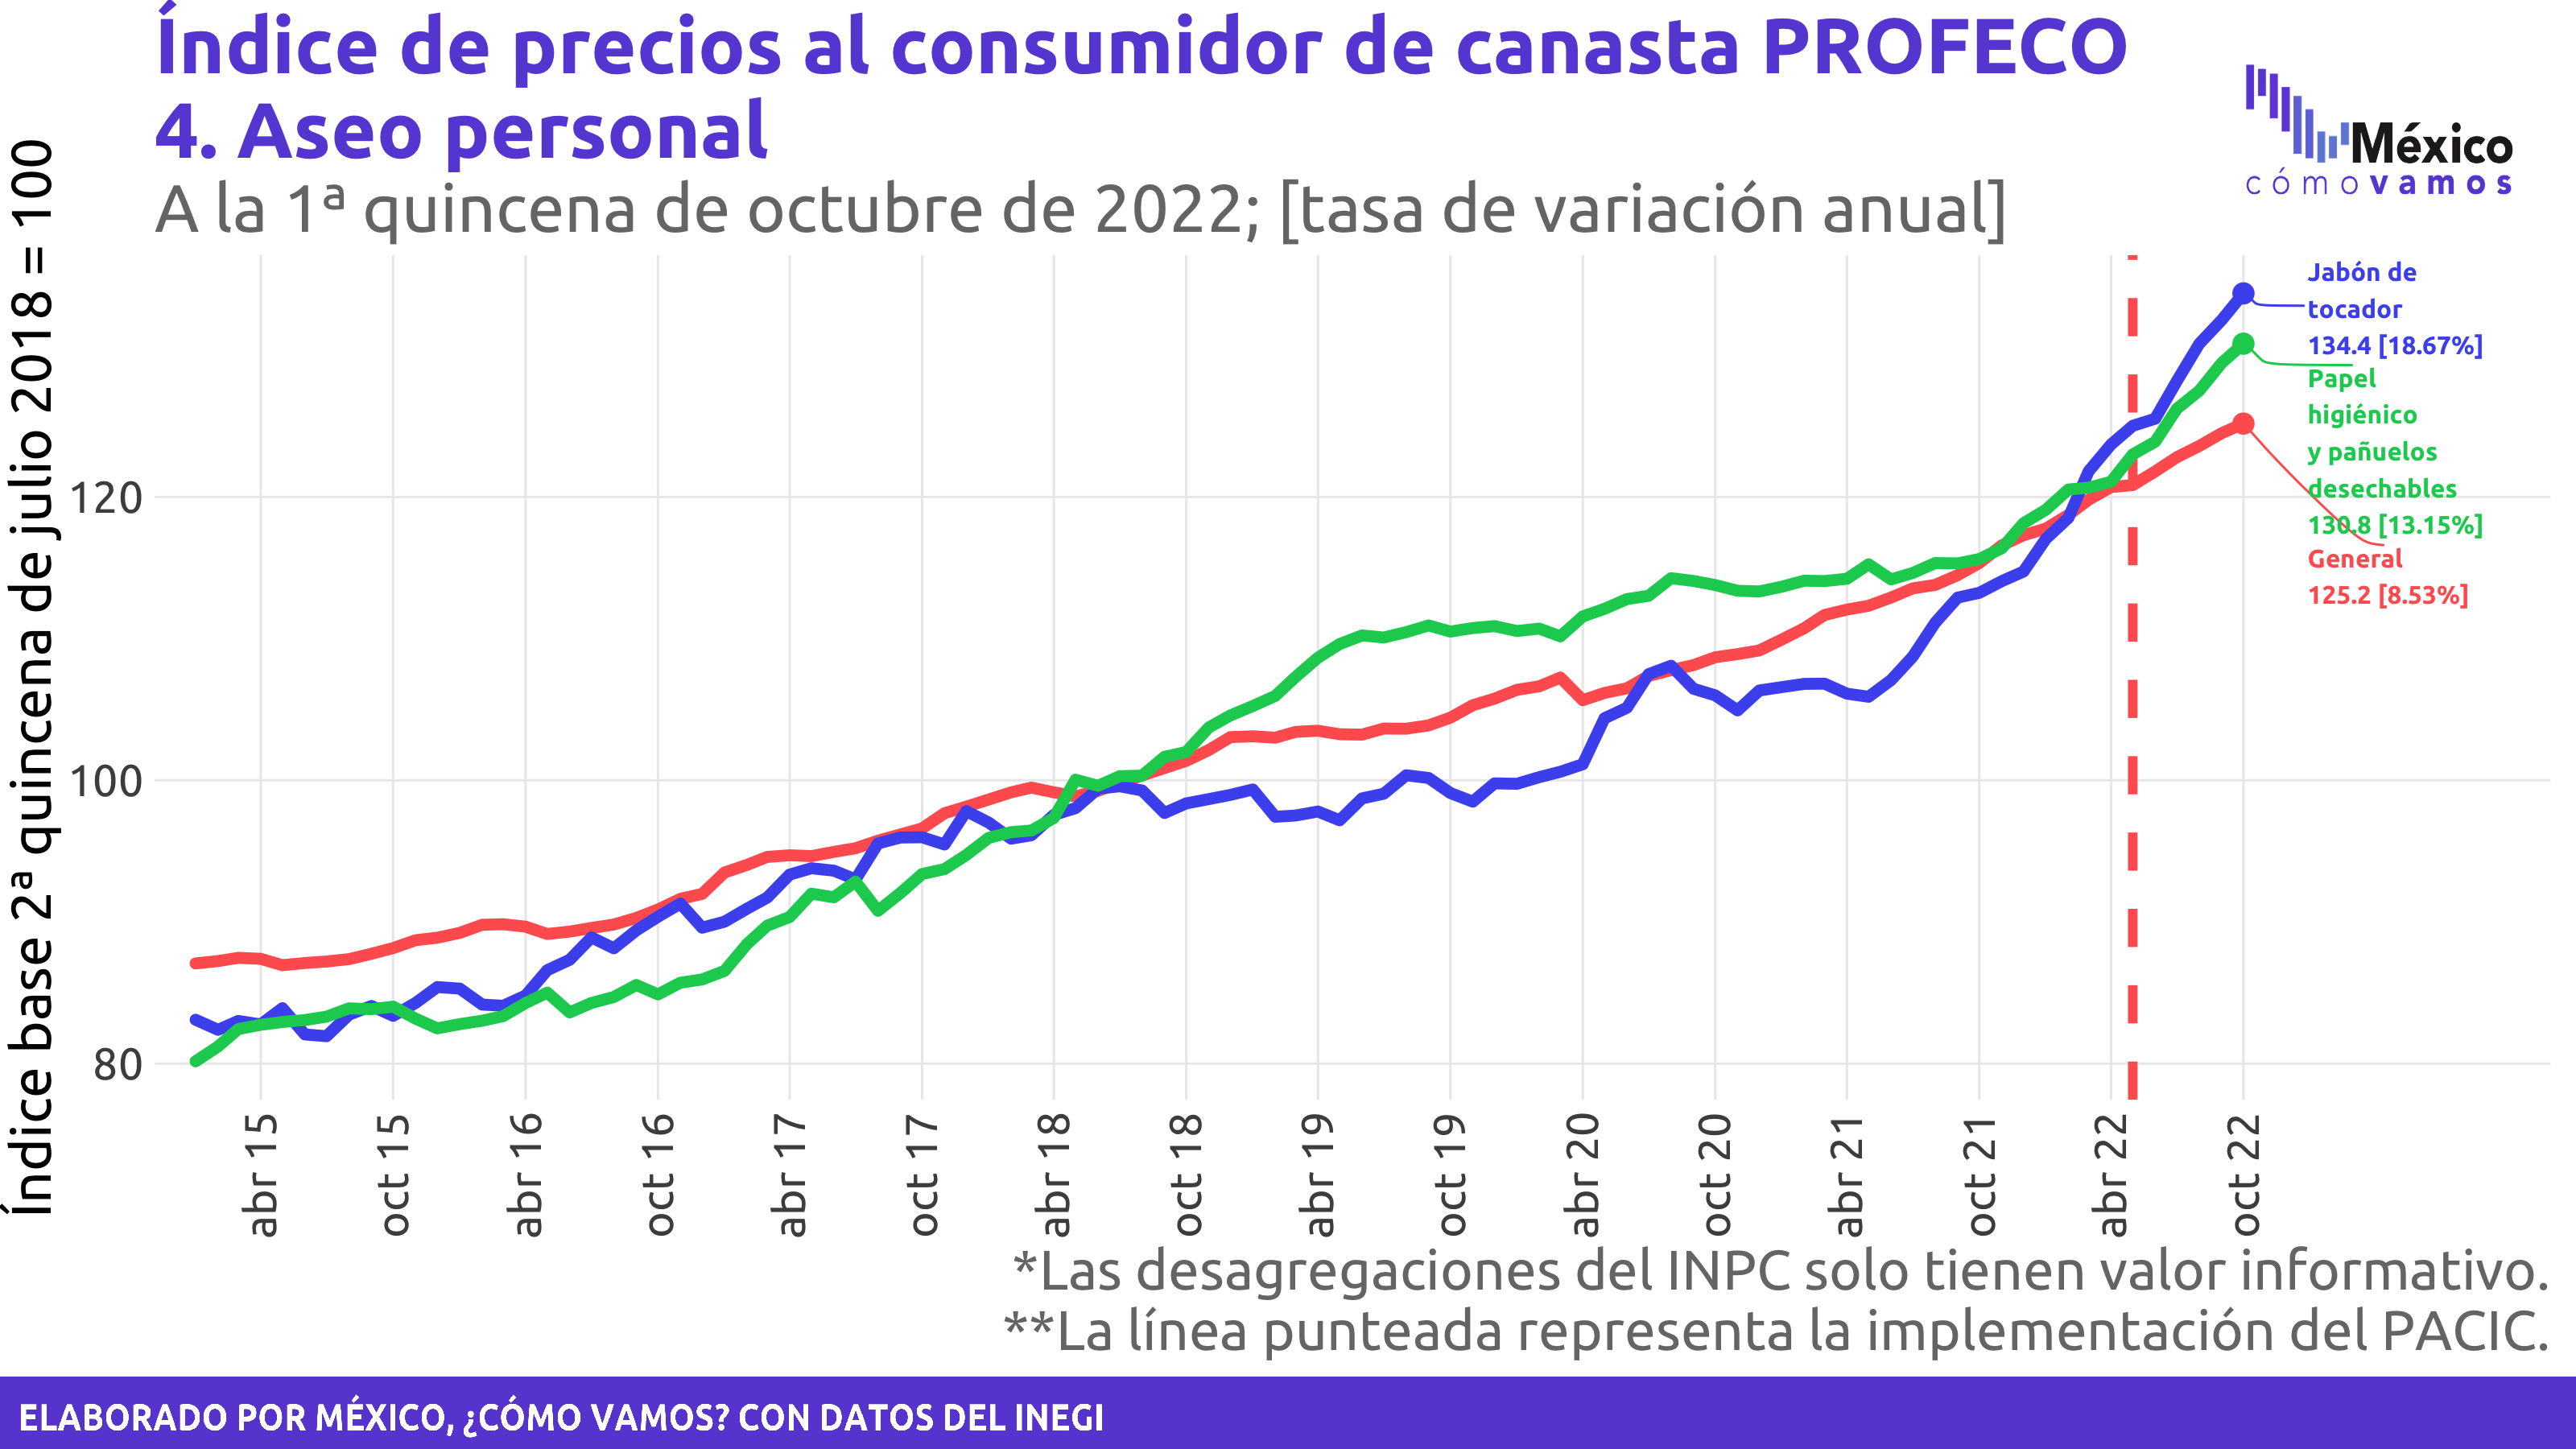 Índice de precios al consumidor de canasta PROFECO
4. Aseo personal
A la 1ª quincena de octubre de 2022; [tasa de variación anual]
México
cómo vamos
Índice base 2ª quincena de julio 2018 = 100
120
100
80
Jabón de
tocador
134.4 [18.67%]
Papel
higiénico
y pañuelos
desechables
130.8 [13.15%]
General
125.2 [8.53%]
abr 15
oct 15
abr 16
oct 16
abr 17
oct 17
abr 18
oct 18
abr 19
oct 19
abr 20
oct 20
abr 21
oct 21
abr 22
oct 22
*Las desagregaciones del INPC solo tienen valor informativo.
**La línea punteada representa la implementación del PACIC.
ELABORADO POR MÉXICO, ¿CÓMO VAMOS? CON DATOS DEL INEGI